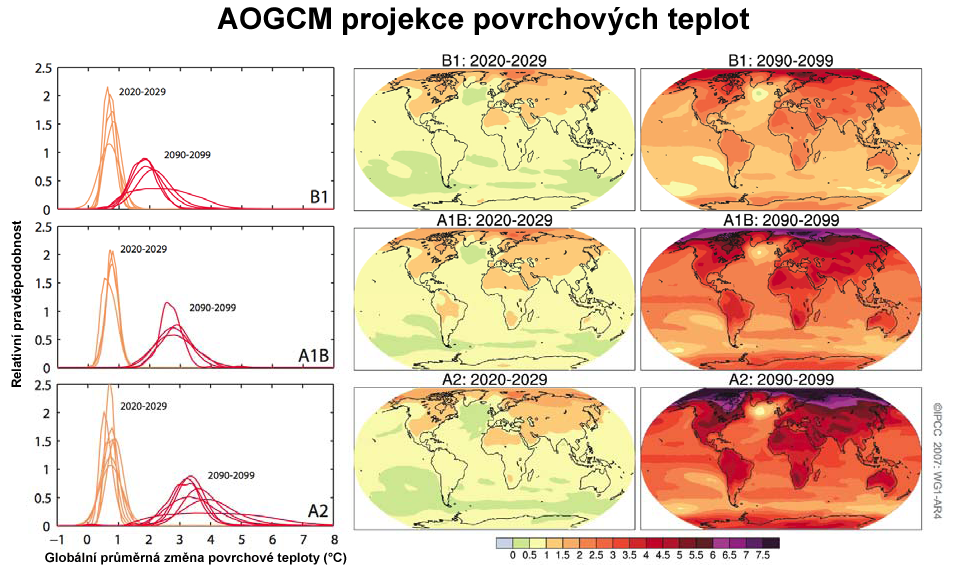 AOGCM projekce povrchových teplot
Relativní pravděpodobnost
2.5
2
1.5
1
0.5
0
2020-2029
2090-2099
B1
2.5
2
1.5
1
0.5
0
2020-2029
2090-2099
A1B
2.5
2
1.5
1
0.5
0
2020-2029
2090-2099
A2
−1 0 1 2 3 4 5 6 7 8
Globální průměrná změna povrchové teploty (°C)
B1: 2020-2029
B1: 2090-2099
A1B: 2020-2029
A1B: 2090-2099
A2: 2020-2029
A2: 2090-2099
0 0.5 1 1.5 2 2.5 3 3.5 4 4.5 5 5.5 6 6.5 7 7.5
©IPCC 2007: WG1-AR4